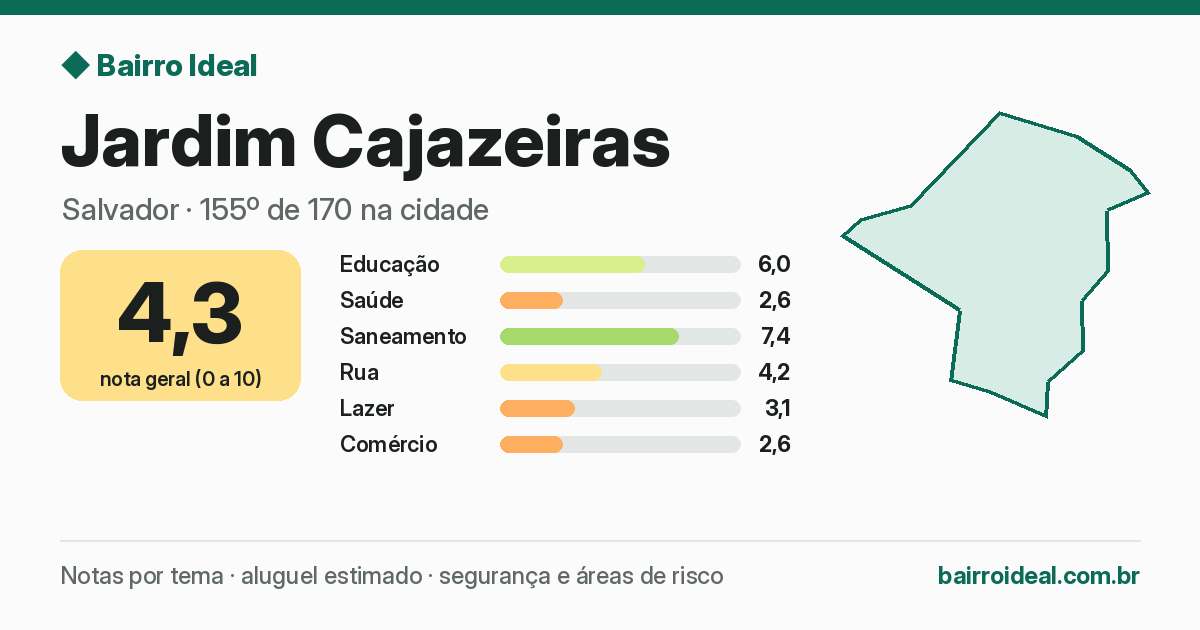 Bairro Ideal
Jardim Cajazeiras
Salvador · 155º de 170 na cidade
4,3
nota geral (0 a 10)
Educação 6,0
Saúde 2,6
Saneamento 7,4
Rua 4,2
Lazer 3,1
Comércio 2,6
Notas por tema · aluguel estimado · segurança e áreas de risco
bairroideal.com.br